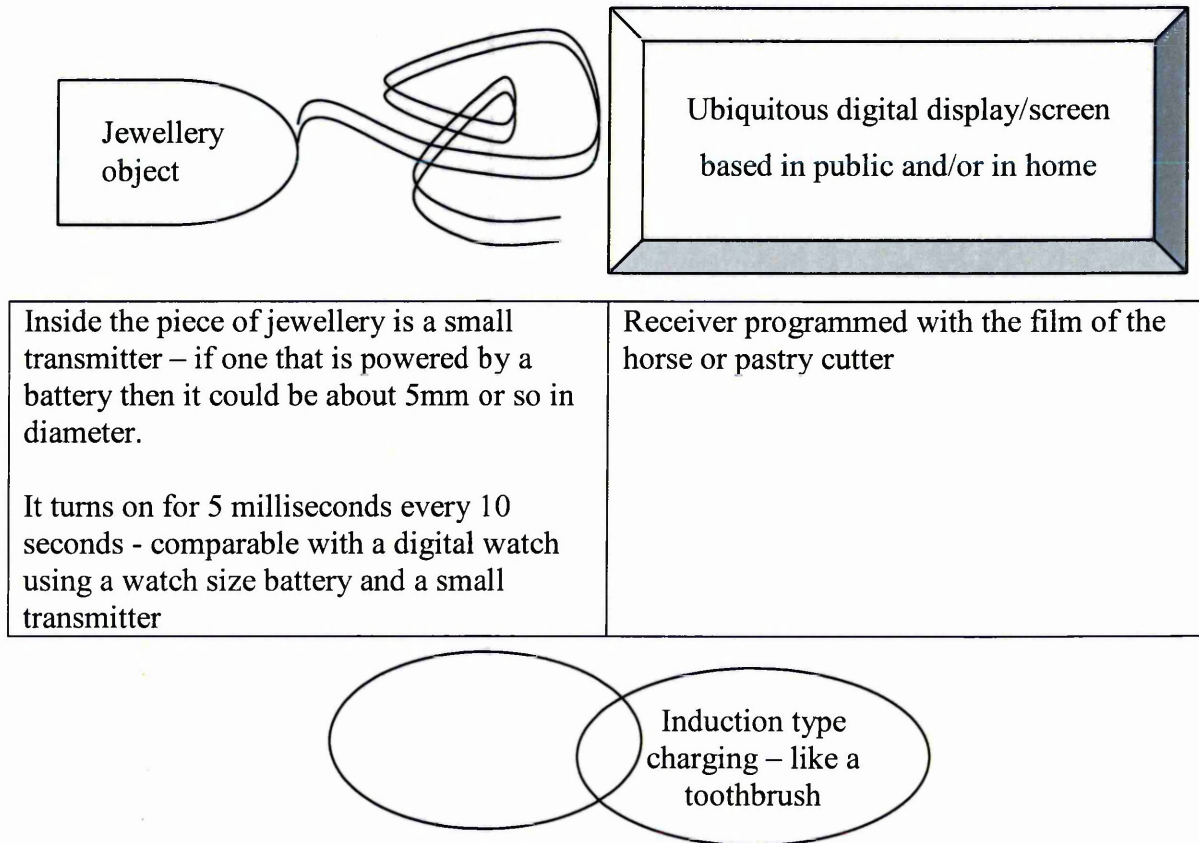 Jewellery
object
Ubiquitous digital display/screen
based in public and/or in home
Inside the piece of jewellery is a small
transmitter – if one that is powered by a
battery then it could be about 5mm or so in
diameter.
It turns on for 5 milliseconds every 10
seconds - comparable with a digital watch
using a watch size battery and a small
transmitter
Receiver programmed with the film of the
horse or pastry cutter
Induction type
charging – like a
toothbrush